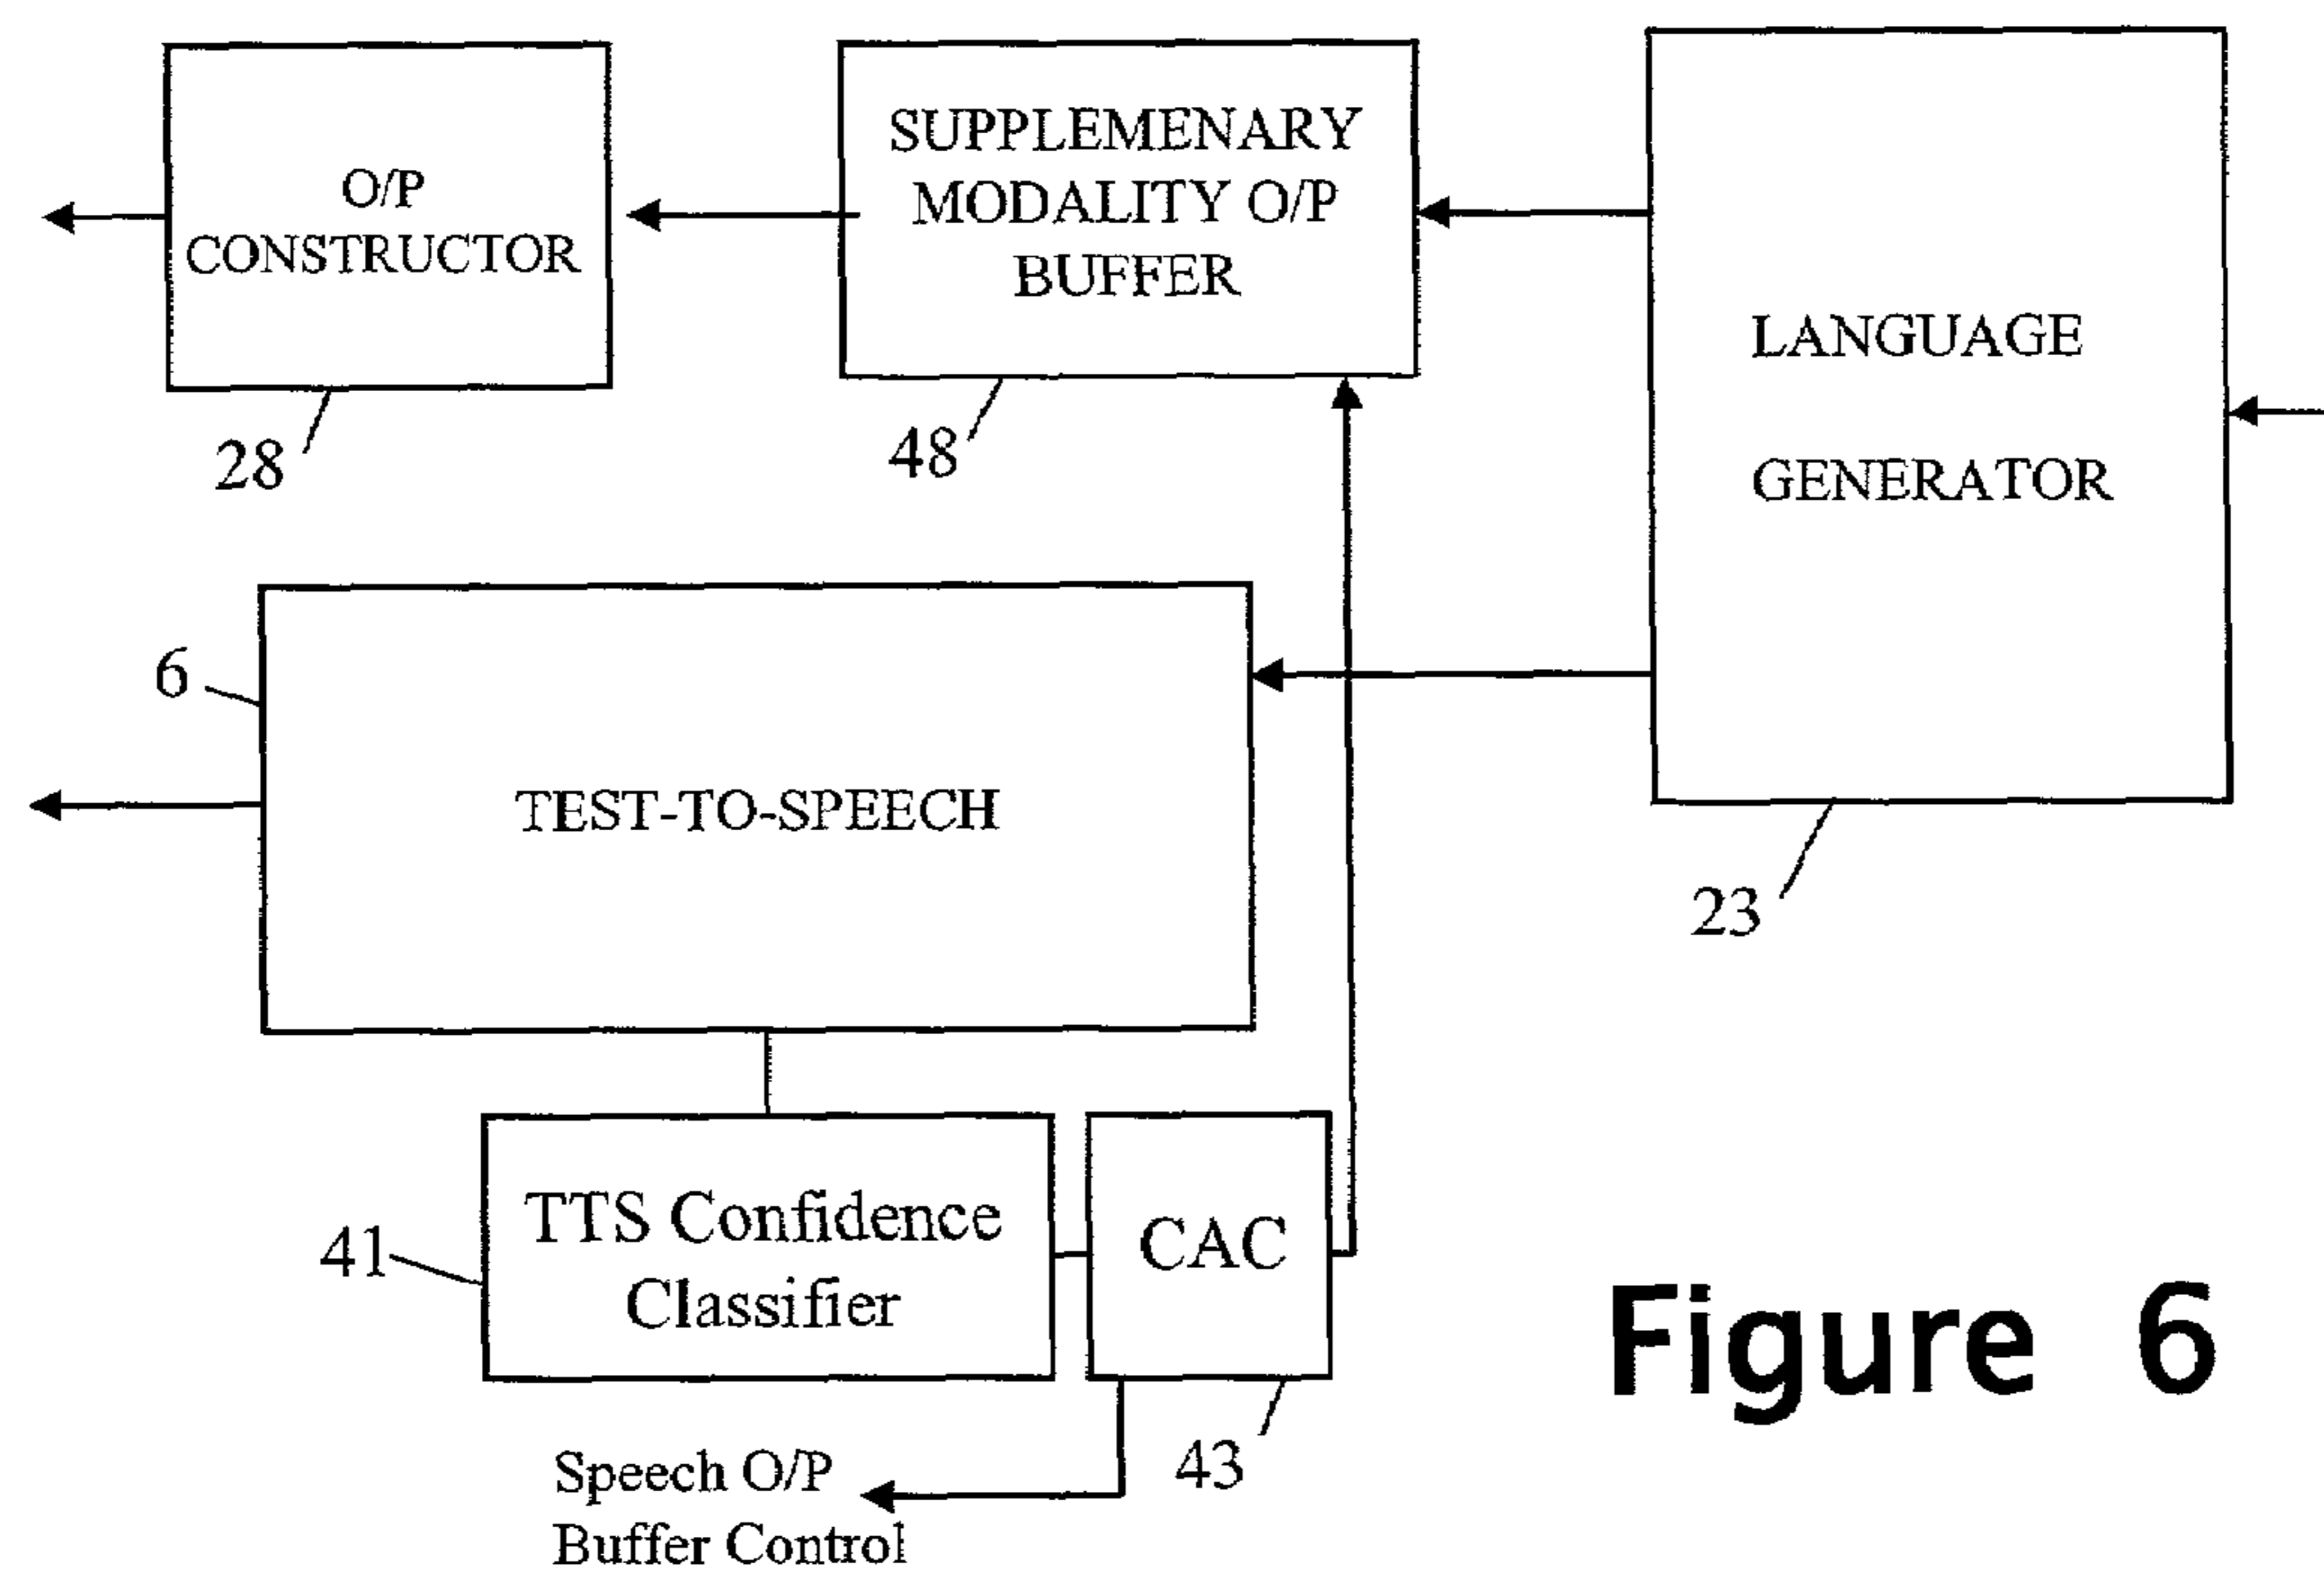 O/P
CONSTRUCTOR
28
SUPPLEMENARY
MODALITY O/P
BUFFER
48
LANGUAGE
GENERATOR
23
6
TEST-TO-SPEECH
41
TTS Confidence
Classifier
CAC
43
Speech O/P
Buffer Control
Figure 6